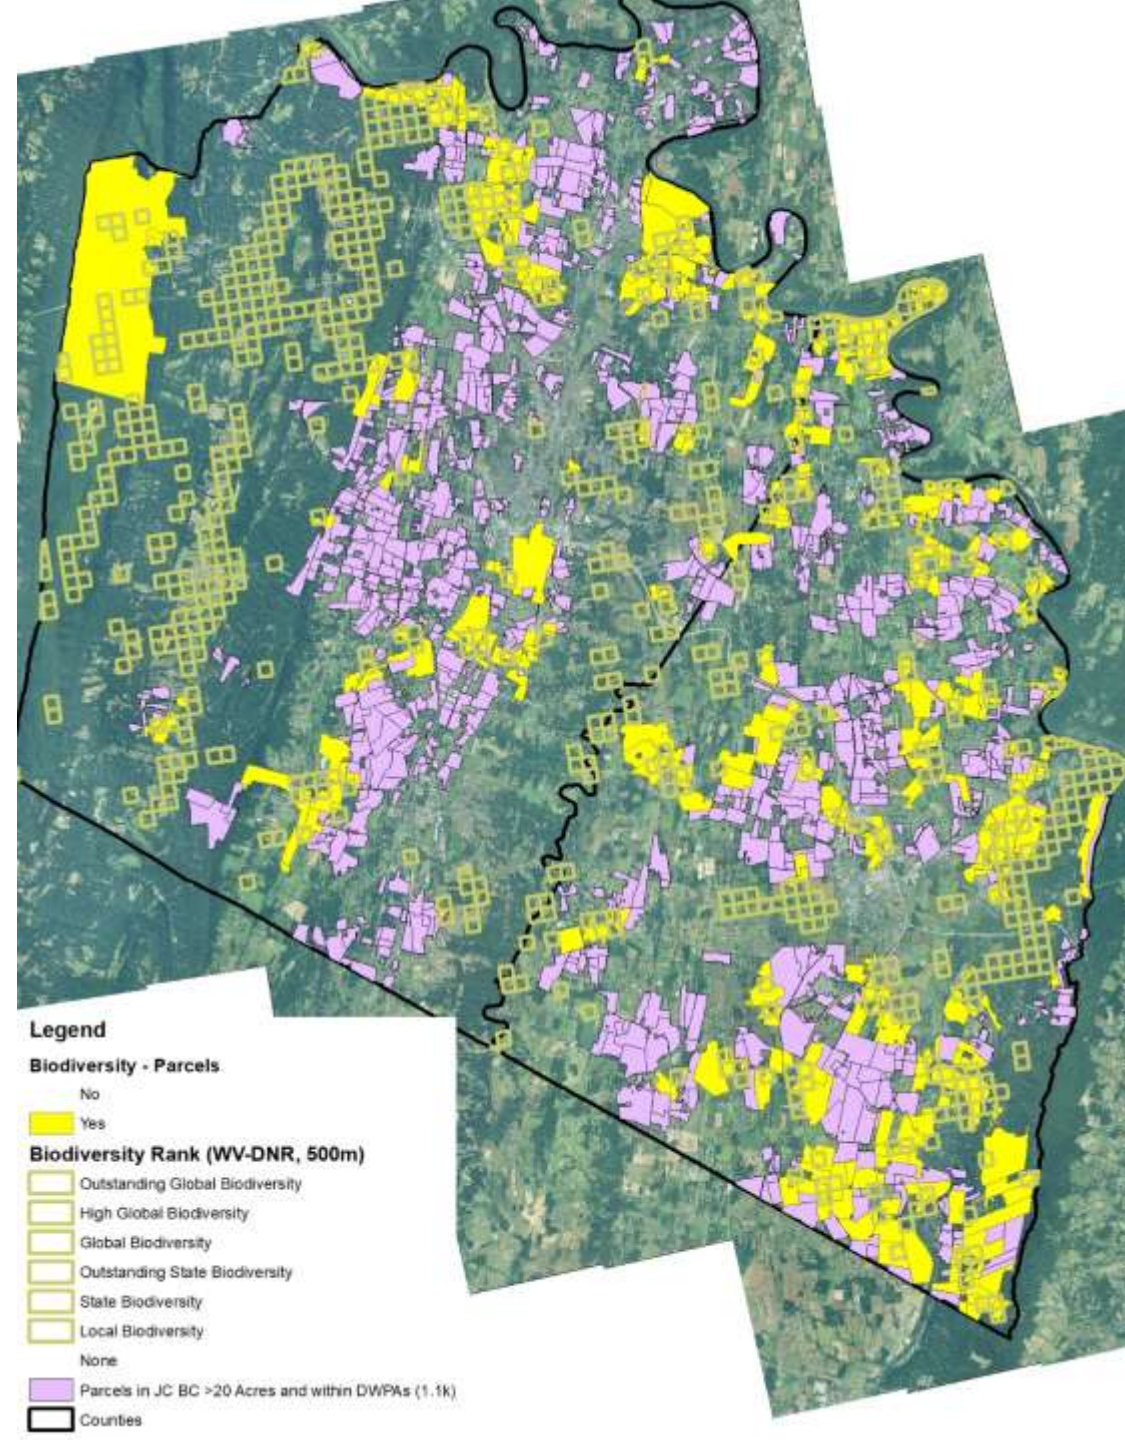 Legend
Biodiversity - Parcels
No
Yes
Biodiversity Rank (WV-DNR, 500m)
Outstanding Global Biodiversity
High Global Biodiversity
Global Biodiversity
Outstanding State Biodiversity
State Biodiversity
Local Biodiversity
None
Parcels in JC BC >20 Acres and within DWPAs (1.1k)
Counties